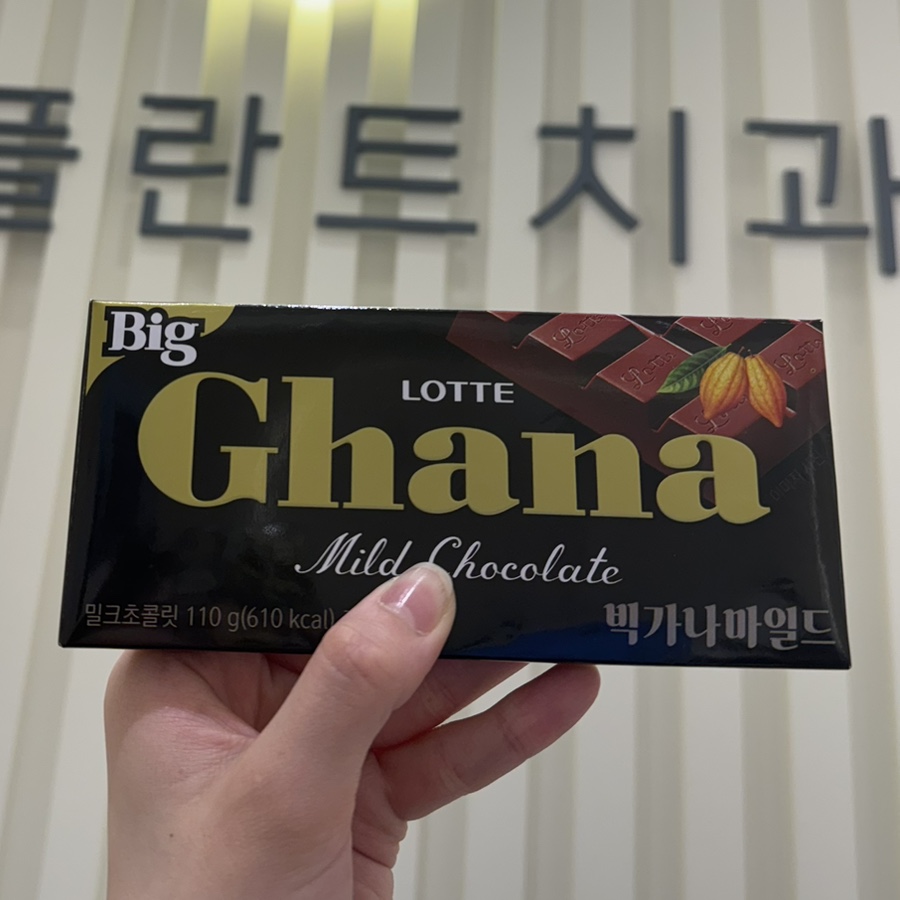 플란트치과
Big
LOTTE
Ghana
Mild Chocolate
밀크초콜릿 110 g(610 kcal)
빅가나마일드